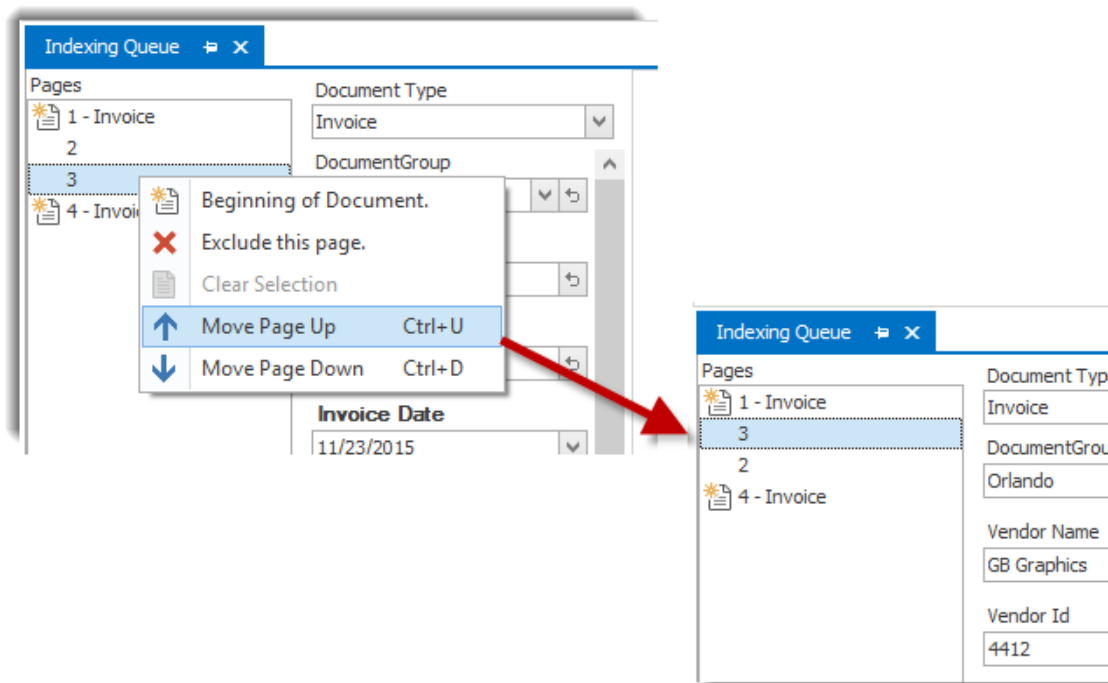 Indexing Queue
Pages
1 - Invoice
2
3
4 - Invoi
Document Type
Invoice
DocumentGroup
Beginning of Document.
Exclude this page.
Clear Selection
Move Page Up Ctrl+U
Move Page Down Ctrl+D
Invoice Date
11/23/2015
Indexing Queue
Pages
1 - Invoice
3
2
4 - Invoice
Document Typ
Invoice
DocumentGrou
Orlando
Vendor Name
GB Graphics
Vendor Id
4412